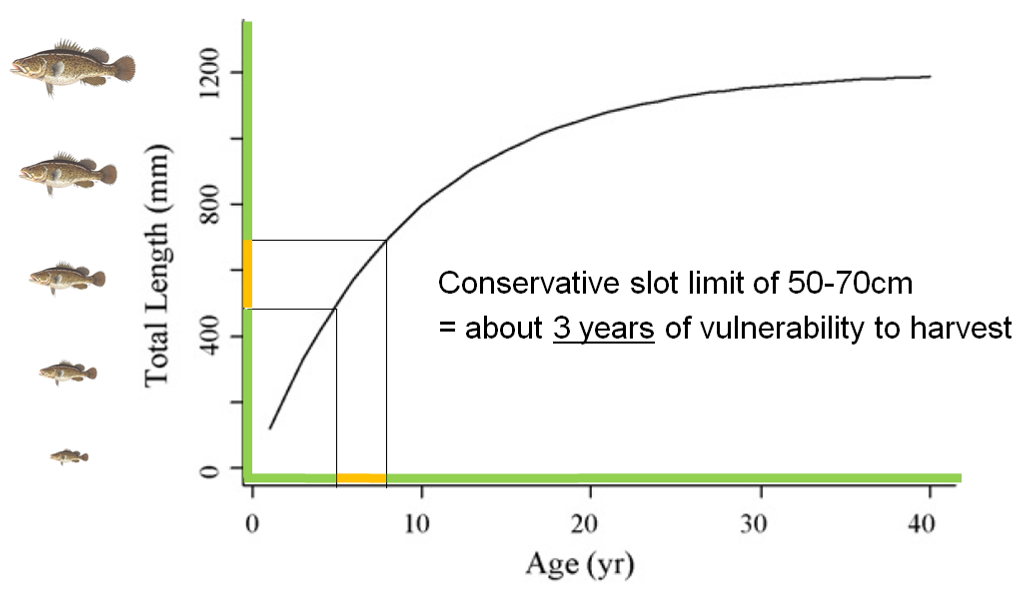 Total Length (mm)
1200
800
400
0
Conservative slot limit of 50-70cm
= about 3 years of vulnerability to harvest
0 10 20 30 40
Age (yr)